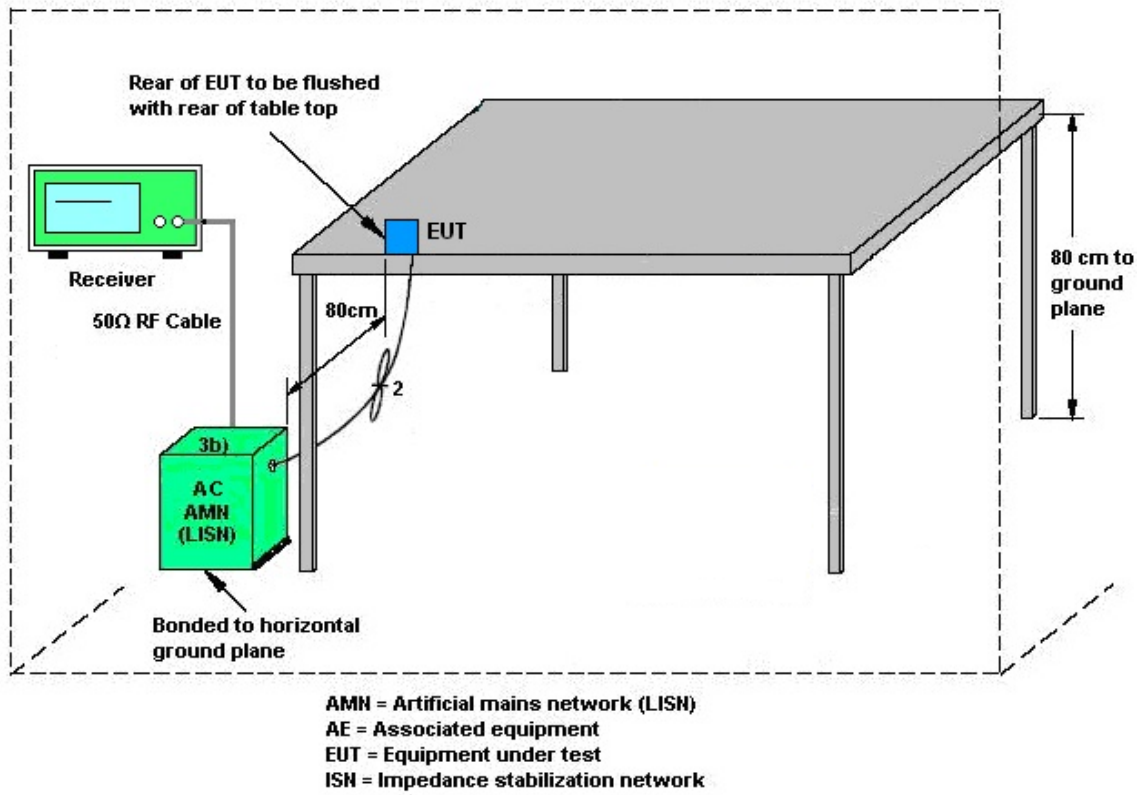 Rear of EUT to be flushed
with rear of table top
EUT
Receiver
80 cm to
ground
plane
80cm
50Ω RF Cable
2
3b)
AC
AMN
(LISN)
Bonded to horizontal
ground plane
AMN = Artificial mains network (LISN)
AE = Associated equipment
EUT = Equipment under test
ISN = Impedance stabilization network